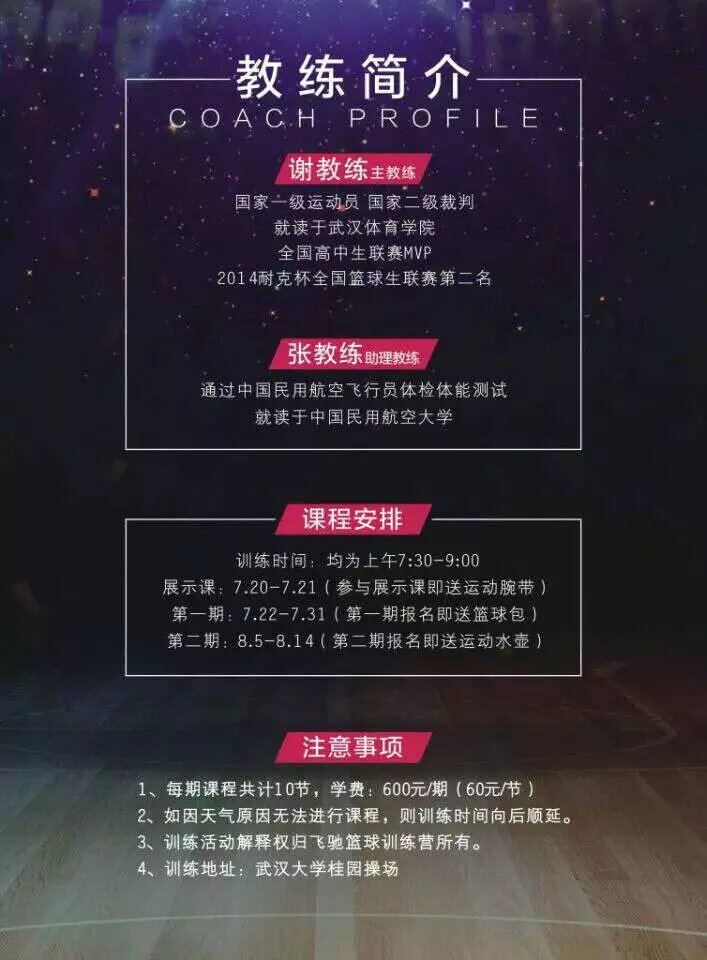 教练简介
COACH PROFILE
谢教练主教练
国家一级运动员 国家二级裁判
就读于武汉体育学院
全国高中生联赛MVP
2014耐克杯全国篮球生联赛第二名
张教练助理教练
通过中国民用航空飞行员体检体能测试
就读于中国民用航空大学
课程安排
训练时间：均为上午7:30-9:00
展示课：7.20-7.21（参与展示课即送运动腕带）
第一期：7.22-7.31（第一期报名即送篮球包）
第二期：8.5-8.14（第二期报名即送运动水壶）
注意事项
1、每期课程共计10节，学费：600元/期（60元/节）
2、如因天气原因无法进行课程，则训练时间向后顺延。
3、训练活动解释权归飞驰篮球训练营所有。
4、训练地址：武汉大学桂园操场